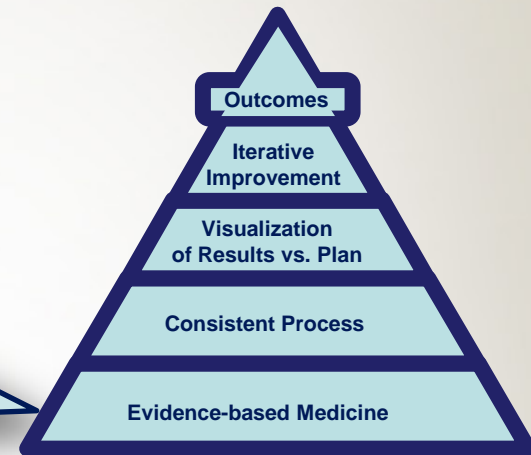 Outcomes
Iterative
Improvement
Visualization
of Results vs. Plan
Consistent Process
Evidence-based Medicine